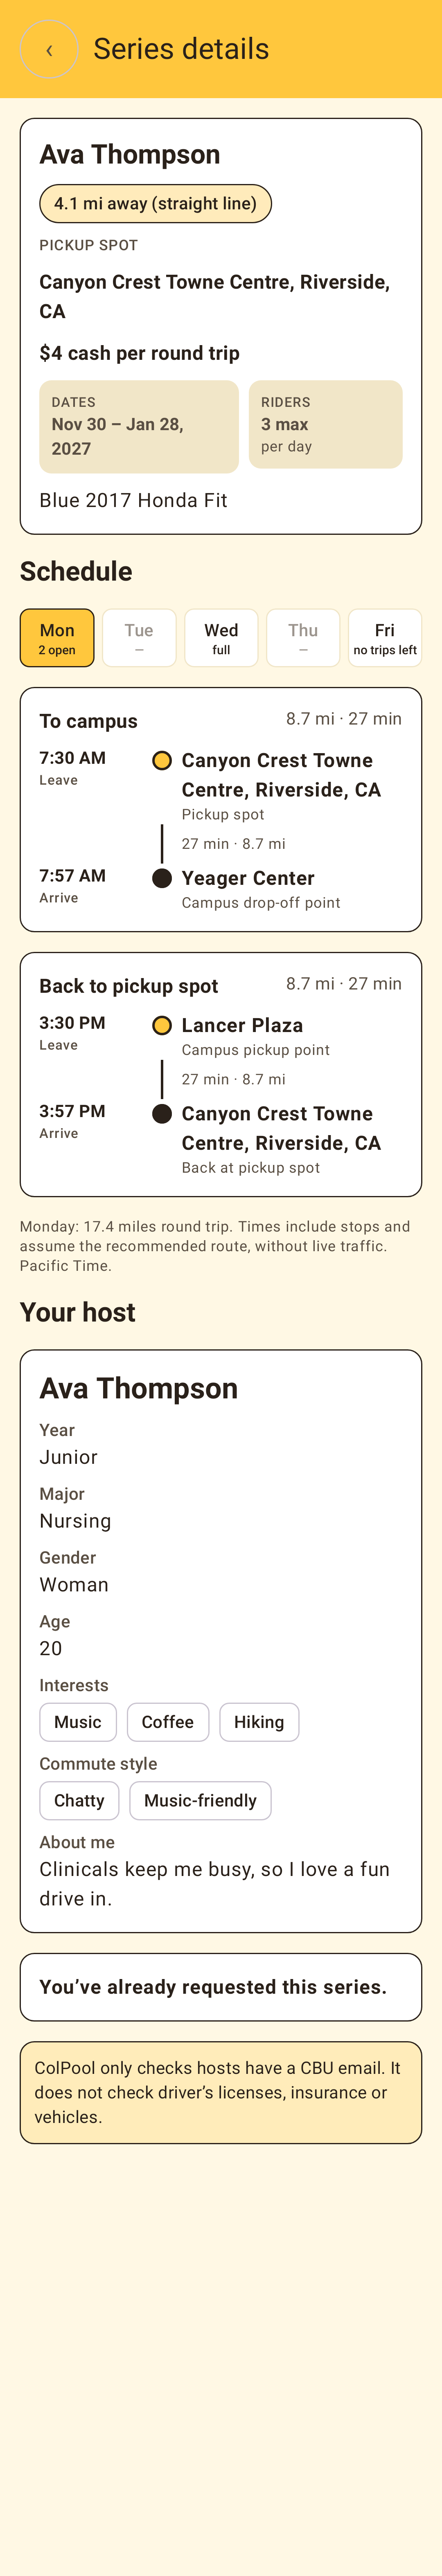 ‹ Series details
Ava Thompson
4.1 mi away (straight line)
PICKUP SPOT
Canyon Crest Towne Centre, Riverside,
CA
$4 cash per round trip
DATES
Nov 30 – Jan 28,
2027
RIDERS
3 max
per day
Blue 2017 Honda Fit
Schedule
Mon
2 open
Tue
–
Wed
full
Thu
–
Fri
no trips left
To campus
8.7 mi · 27 min
7:30 AM
Leave
Canyon Crest Towne
Centre, Riverside, CA
Pickup spot
27 min · 8.7 mi
7:57 AM
Arrive
Yeager Center
Campus drop-off point
Back to pickup spot
8.7 mi · 27 min
3:30 PM
Leave
Lancer Plaza
Campus pickup point
27 min · 8.7 mi
3:57 PM
Arrive
Canyon Crest Towne
Centre, Riverside, CA
Back at pickup spot
Monday: 17.4 miles round trip. Times include stops and
assume the recommended route, without live traffic.
Pacific Time.
Your host
Ava Thompson
Year
Junior
Major
Nursing
Gender
Woman
Age
20
Interests
Music
Coffee
Hiking
Commute style
Chatty
Music-friendly
About me
Clinicals keep me busy, so I love a fun
drive in.
You’ve already requested this series.
ColPool only checks hosts have a CBU email. It
does not check driver’s licenses, insurance or
vehicles.